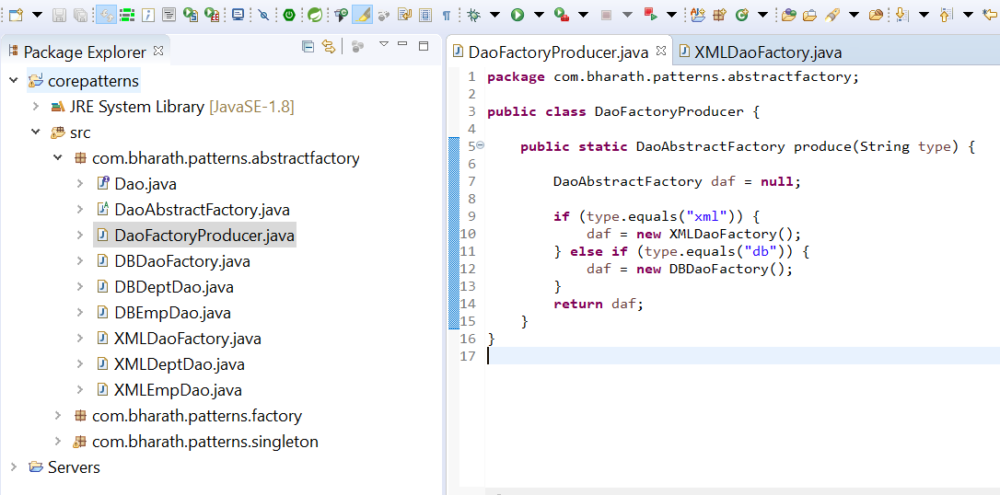 Package Explorer
corepatterns
JRE System Library [JavaSE-1.8]
src
com.bharath.patterns.abstractfactory
Dao.java
DaoAbstractFactory.java
DaoFactoryProducer.java
DBDaoFactory.java
DBDeptDao.java
DBEmpDao.java
XMLDaoFactory.java
XMLDeptDao.java
XMLEmpDao.java
com.bharath.patterns.factory
com.bharath.patterns.singleton
Servers
DaoFactoryProducer.java XMLDaoFactory.java
1 package com.bharath.patterns.abstractfactory;
2
3 public class DaoFactoryProducer {
4
5 public static DaoAbstractFactory produce(String type) {
6
7 DaoAbstractFactory daf = null;
8
9 if (type.equals("xml")) {
10 daf = new XMLDaoFactory();
11 } else if (type.equals("db")) {
12 daf = new DBDaoFactory();
13 }
14 return daf;
15 }
16 }
17